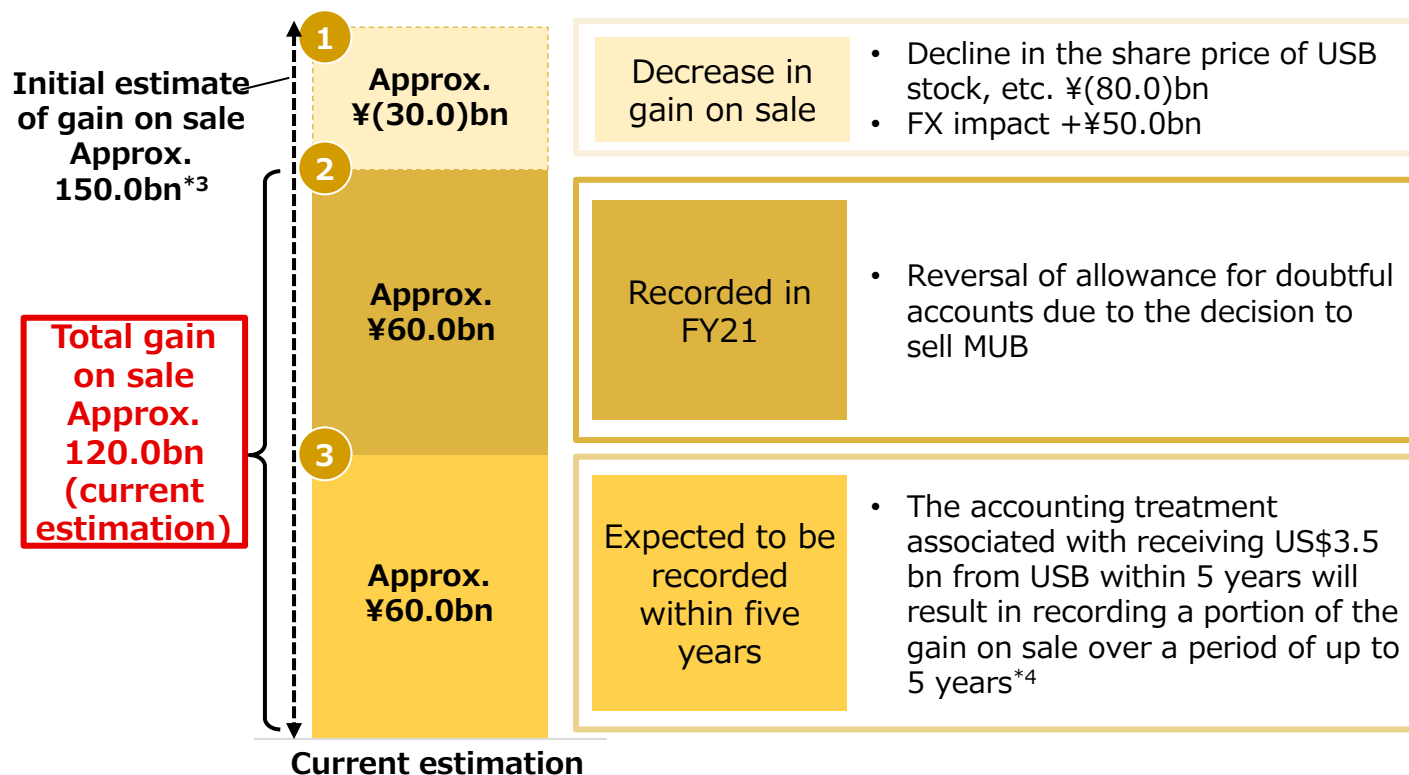 Initial estimate
of gain on sale
Approx.
150.0bn*3
Total gain
on sale
Approx.
120.0bn
(current
estimation)
1
Approx.
¥(30.0)bn
2
Approx.
¥60.0bn
3
Approx.
¥60.0bn
Current estimation
Decrease in
gain on sale
• Decline in the share price of USB
stock, etc. ¥(80.0)bn
• FX impact +¥50.0bn
Recorded in
FY21
• Reversal of allowance for doubtful
accounts due to the decision to
sell MUB
Expected to be
recorded
within five
years
• The accounting treatment
associated with receiving US$3.5
bn from USB within 5 years will
result in recording a portion of the
gain on sale over a period of up to
5 years*4